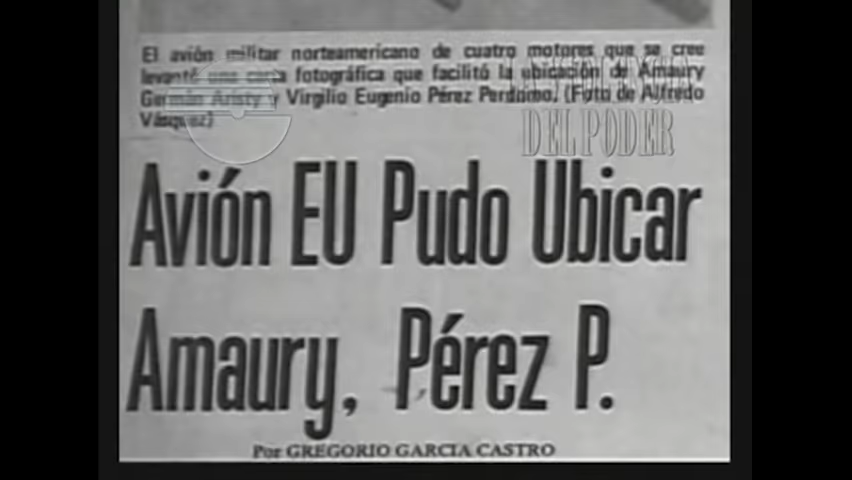 El avión militar norteamericano de cuatro motores que se cree
levantó una carta fotográfica que facilitó la ubicación de Amaury
Germán Aristy y Virgilio Eugenio Pérez Perdomo. (Foto de Alfredo
Vásquez)
DEL PODER
Avión EU Pudo Ubicar
Amaury, Pérez P.
Por GREGORIO GARCIA CASTRO